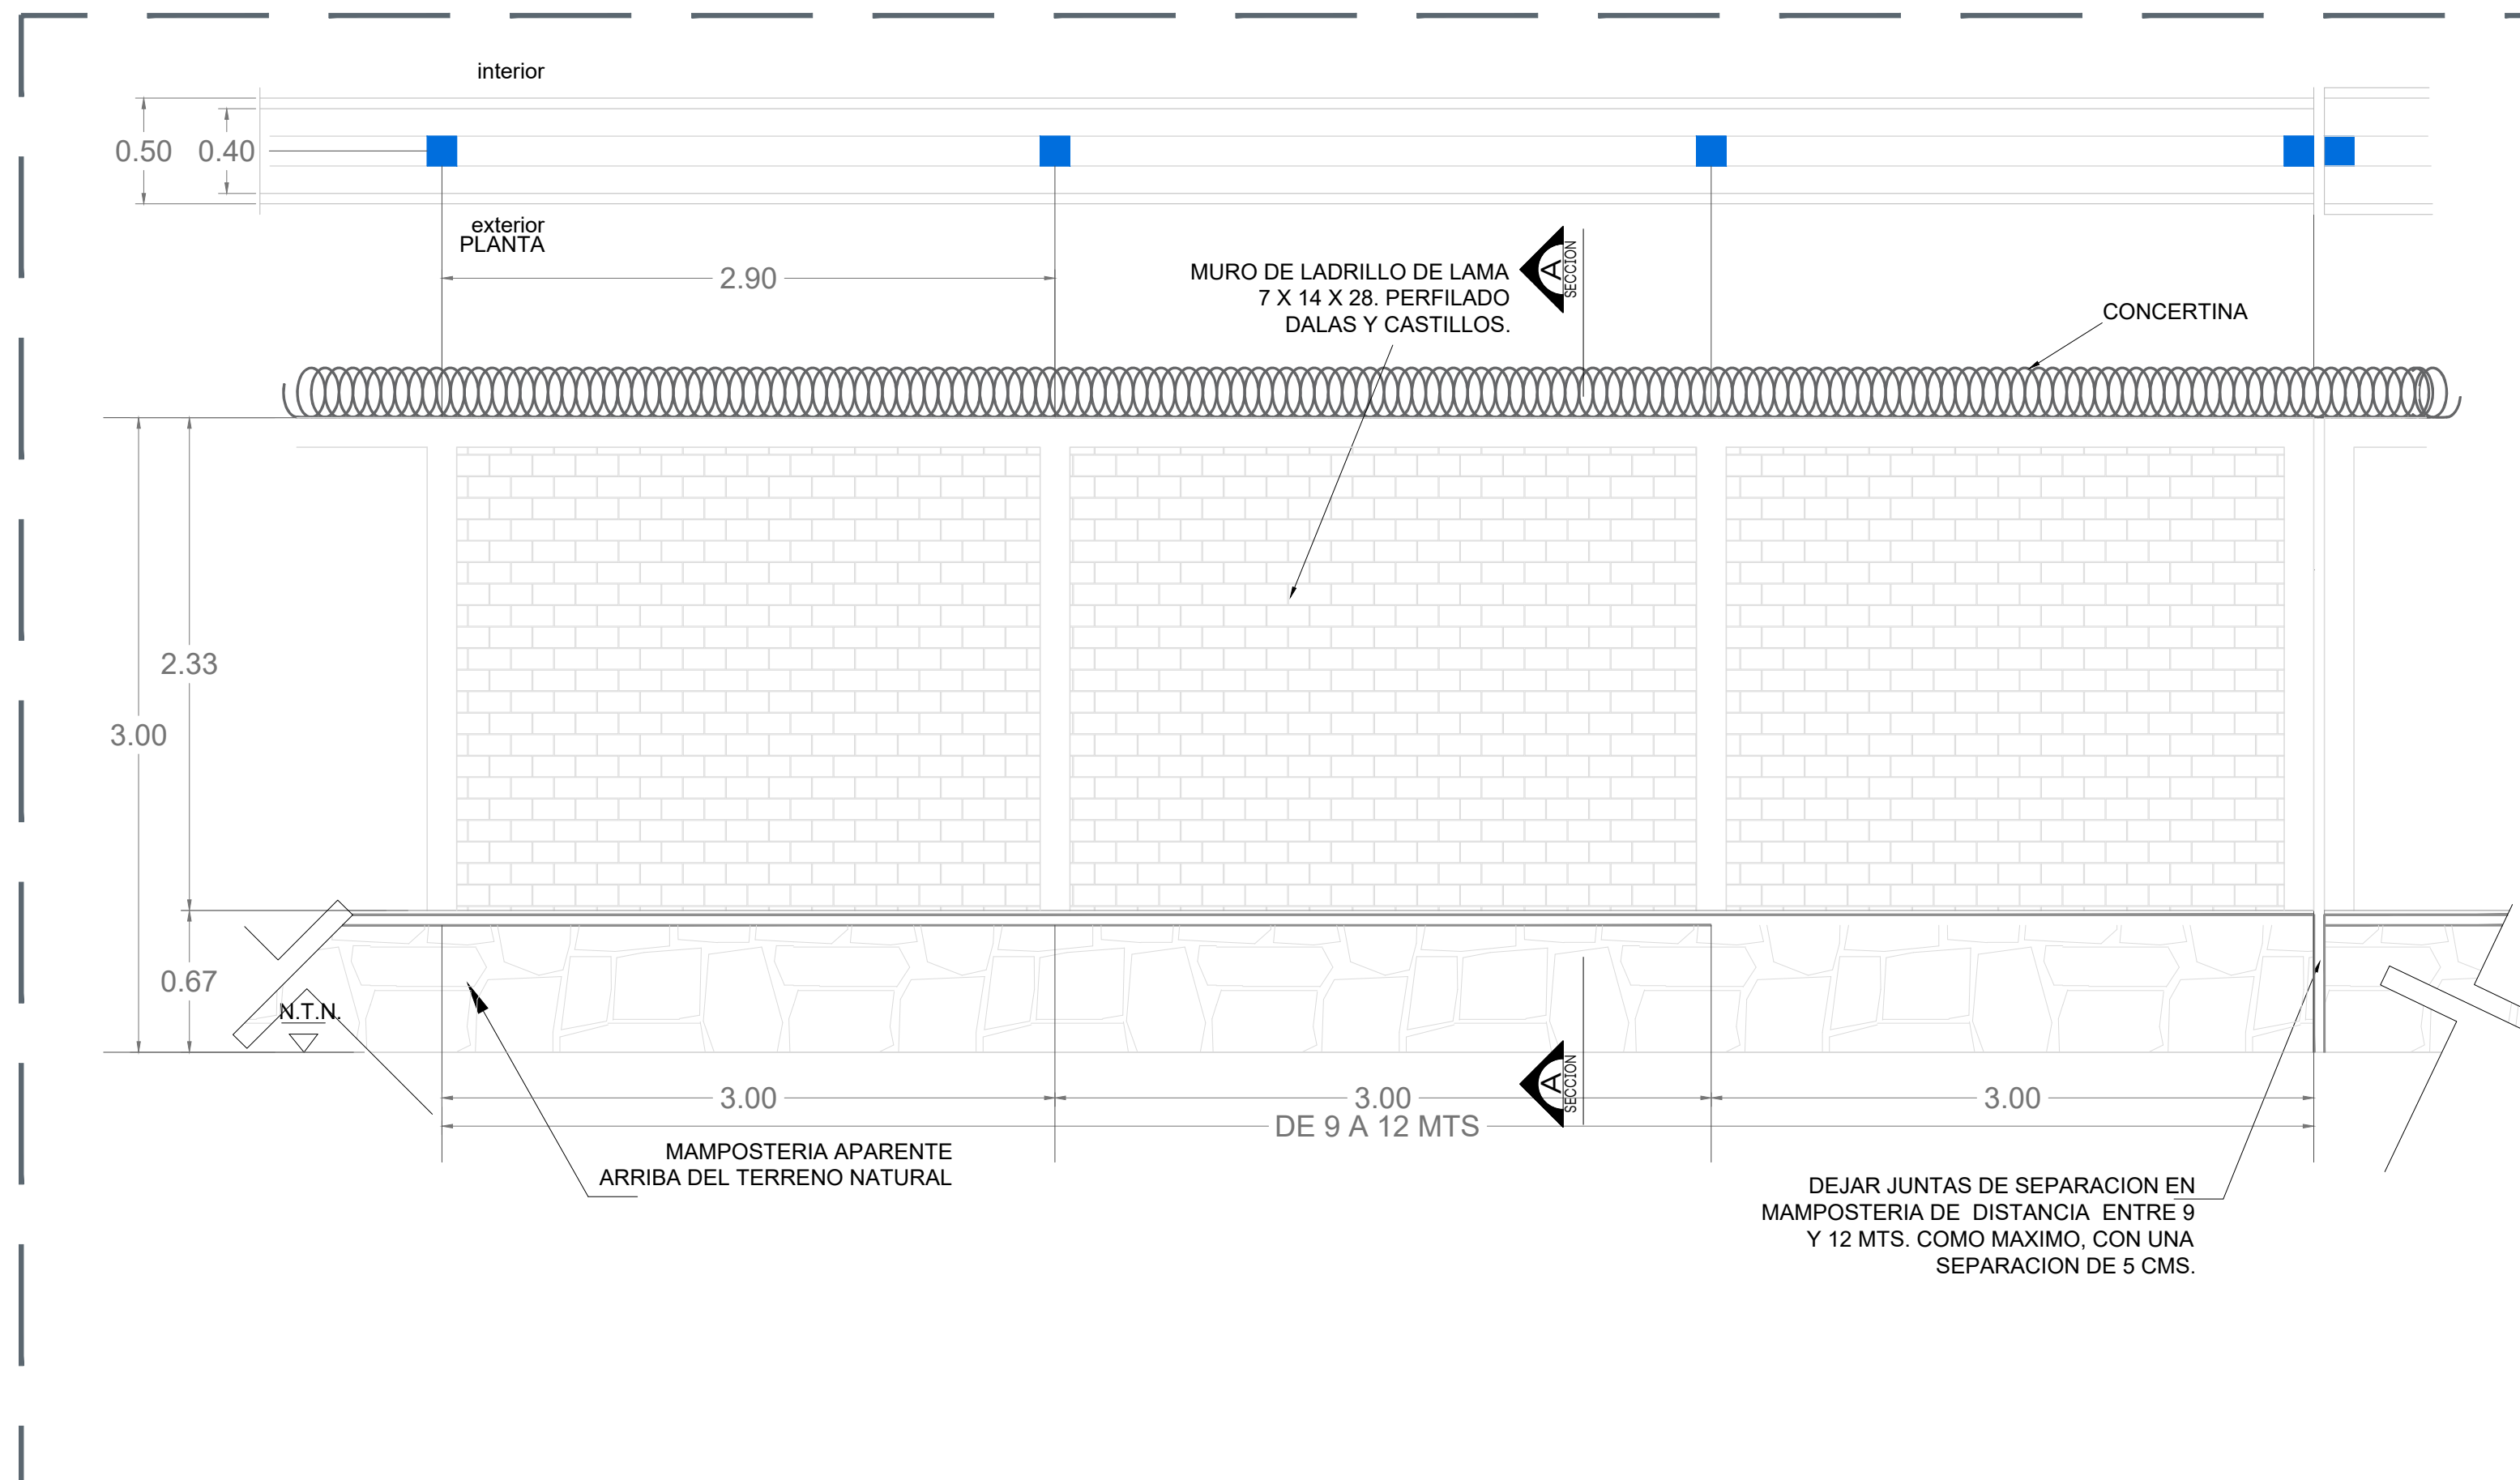 interior
0.50
0.40
exterior
PLANTA
2.90
MURO DE LADRILLO DE LAMA
7 X 14 X 28. PERFILADO
DALAS Y CASTILLOS.
A
SECCION
CONCERTINA
2.33
3.00
0.67
N.T.N.
3.00
3.00
3.00
DE 9 A 12 MTS
A
SECCION
MAMPOSTERIA APARENTE
ARRIBA DEL TERRENO NATURAL
DEJAR JUNTAS DE SEPARACION EN
MAMPOSTERIA DE DISTANCIA ENTRE 9
Y 12 MTS. COMO MAXIMO, CON UNA
SEPARACION DE 5 CMS.